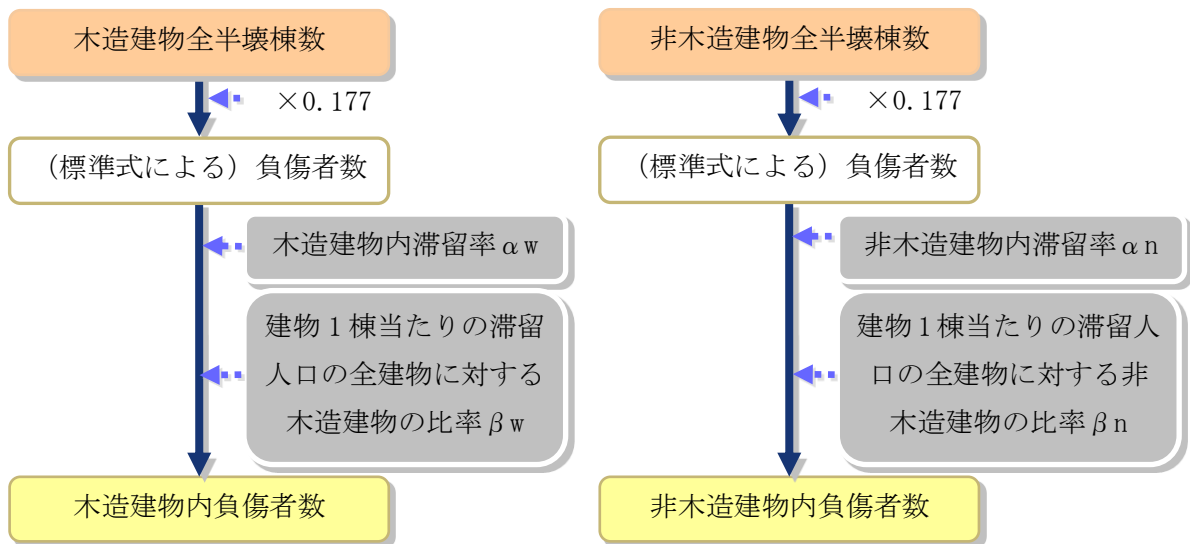 木造建物全半壊棟数
×0.177
（標準式による）負傷者数
木造建物内滞留率αw
建物1棟当たりの滞留
人口の全建物に対する
木造建物の比率βw
木造建物内負傷者数
非木造建物全半壊棟数
×0.177
（標準式による）負傷者数
非木造建物内滞留率αn
建物1棟当たりの滞留人
口の全建物に対する非
木造建物の比率βn
非木造建物内負傷者数